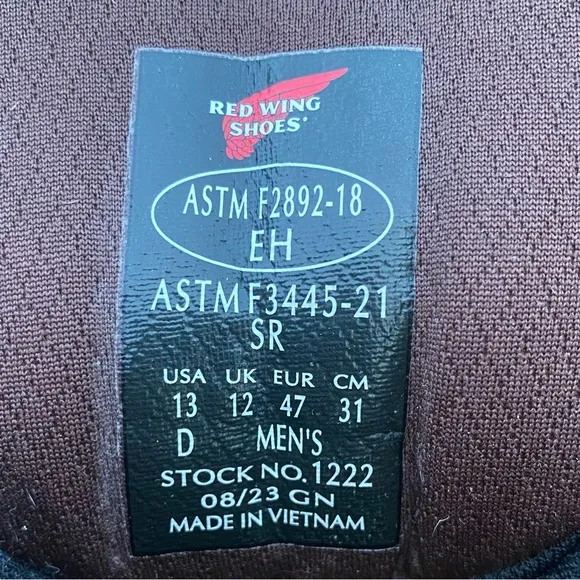 RED WING
SHOES®
ASTM F2892-18
EH
ASTM F3445-21
SR
USA UK EUR CM
13 12 47 31
D MEN'S
STOCK NO. 1222
08/23 GN
MADE IN VIETNAM